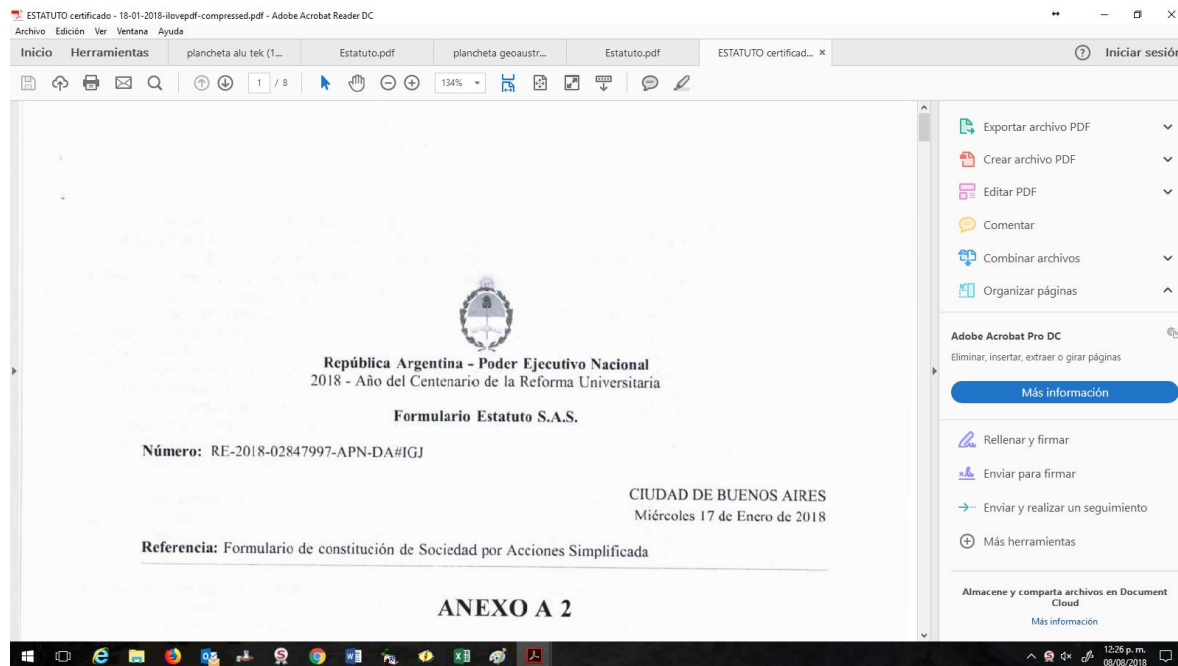 ESTATUTO certificado - 18-01-2018-ilovepdf-compressed.pdf - Adobe Acrobat Reader DC
Archivo Edición Ver Ventana Ayuda
Inicio Herramientas plancheta alu tek (1... Estatuto.pdf plancheta geoaustr... Estatuto.pdf ESTATUTO certificad... × Iniciar sesión
1 / 8 134%
Exportar archivo PDF
Crear archivo PDF
Editar PDF
Comentar
Combinar archivos
Organizar páginas
Adobe Acrobat Pro DC
Eliminar, insertar, extraer o girar páginas
Más información
Rellenar y firmar
Enviar para firmar
Enviar y realizar un seguimiento
Más herramientas
Almacene y comparta archivos en Document
Cloud
Más información
República Argentina - Poder Ejecutivo Nacional
2018 - Año del Centenario de la Reforma Universitaria
Formulario Estatuto S.A.S.
Número: RE-2018-02847997-APN-DA#IGJ
CIUDAD DE BUENOS AIRES
Miércoles 17 de Enero de 2018
Referencia: Formulario de constitución de Sociedad por Acciones Simplificada
ANEXO A 2
12:26 p. m.
08/08/2018